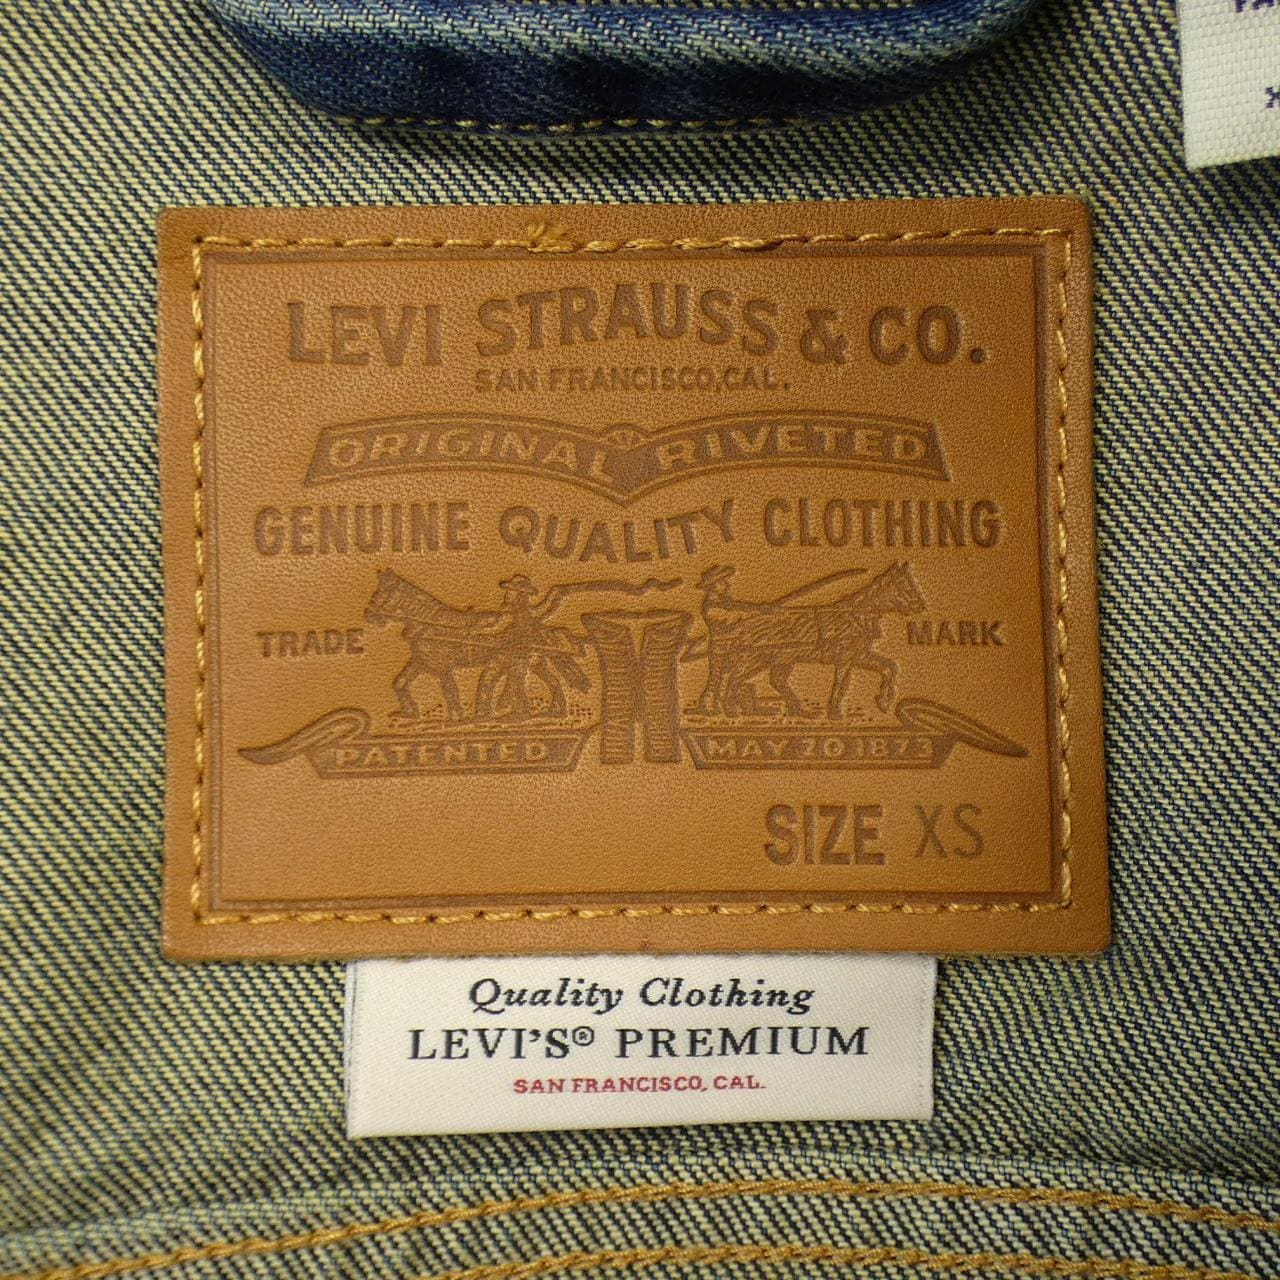 LEVI STRAUSS & CO.
SAN FRANCISCO, CAL.
ORIGINAL RIVETED
GENUINE QUALITY CLOTHING
TRADE MARK
PATENTED MAY 20 1873
SIZE XS
Quality Clothing
LEVI'S® PREMIUM
SAN FRANCISCO, CAL.